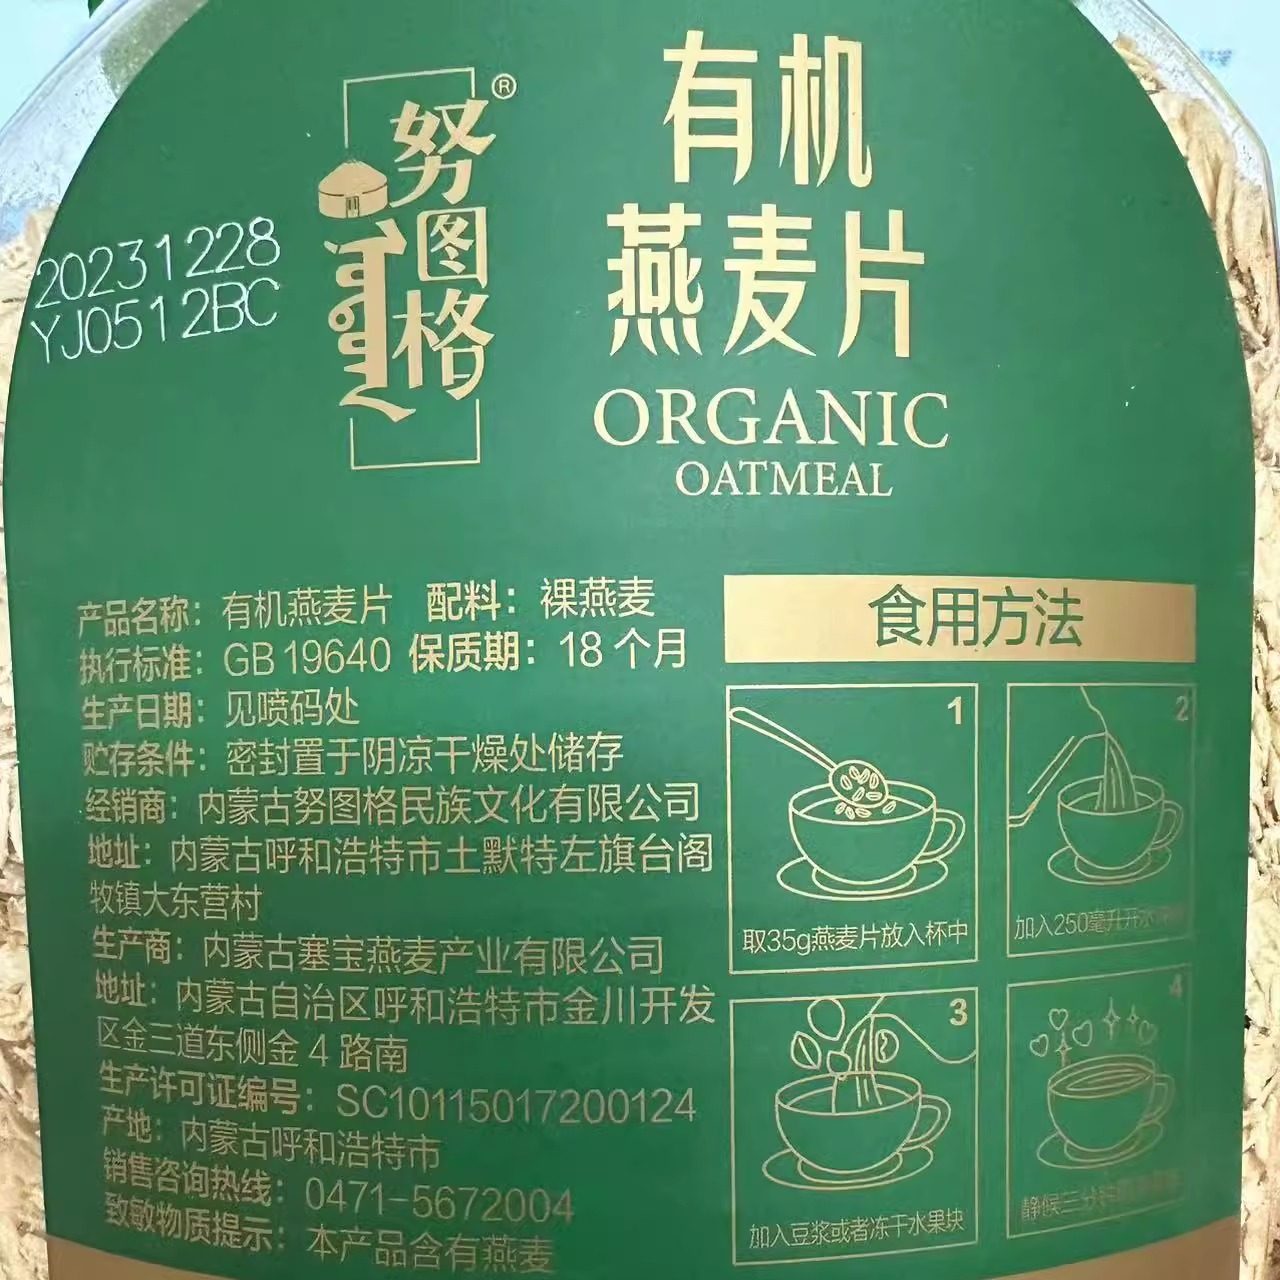 努图格®
有机
燕麦片
ORGANIC
OATMEAL
20231228
YJ0512BC
产品名称：有机燕麦片 配料：裸燕麦
执行标准：GB 19640 保质期：18个月
生产日期：见喷码处
贮存条件：密封置于阴凉干燥处储存
经销商：内蒙古努图格民族文化有限公司
地址：内蒙古呼和浩特市土默特左旗台阁
牧镇大东营村
生产商：内蒙古塞宝燕麦产业有限公司
地址：内蒙古自治区呼和浩特市金川开发
区金三道东侧金4路南
生产许可证编号：SC10115017200124
产地：内蒙古呼和浩特市
销售咨询热线：0471-5672004
致敏物质提示：本产品含有燕麦
食用方法
1
取35g燕麦片放入杯中
2
加入250毫升开水
3
加入豆浆或者冻干水果块
4
静候三分钟